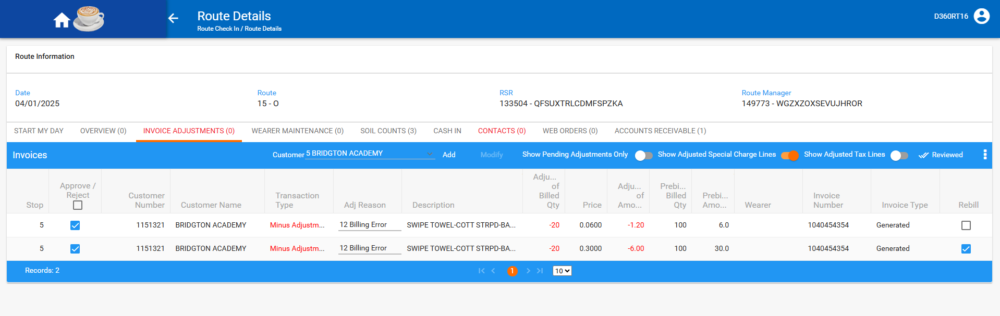 Route Details
Route Check In / Route Details
D360RT16
Route Information
Date
04/01/2025
Route
15 - O
RSR
133504 - QFSUXTRLCDMFSPZKA
Route Manager
149773 - WGZXZOXSEVUJHROR
START MY DAY OVERVIEW (0) INVOICE ADJUSTMENTS (0) WEARER MAINTENANCE (0) SOIL COUNTS (3) CASH IN CONTACTS (0) WEB ORDERS (0) ACCOUNTS RECEIVABLE (1)
Invoices Customer 5 BRIDGTON ACADEMY Add Modify Show Pending Adjustments Only Show Adjusted Special Charge Lines Show Adjusted Tax Lines Reviewed
Stop
Approve /
Reject
Customer
Number
Customer Name
Transaction
Type
Adj Reason
Description
Adju...
of
Billed
Qty
Price
Adju...
of
Amo...
Prebi...
Billed
Qty
Prebi...
Amo...
Wearer
Invoice
Number
Invoice Type
Rebill
5 1151321 BRIDGTON ACADEMY Minus Adjustm... 12 Billing Error SWIPE TOWEL-COTT STRPD-BA... -20 0.0600 -1.20 100 6.0 1040454354 Generated
5 1151321 BRIDGTON ACADEMY Minus Adjustm... 12 Billing Error SWIPE TOWEL-COTT STRPD-BA... -20 0.3000 -6.00 100 30.0 1040454354 Generated
Records: 2 1 10